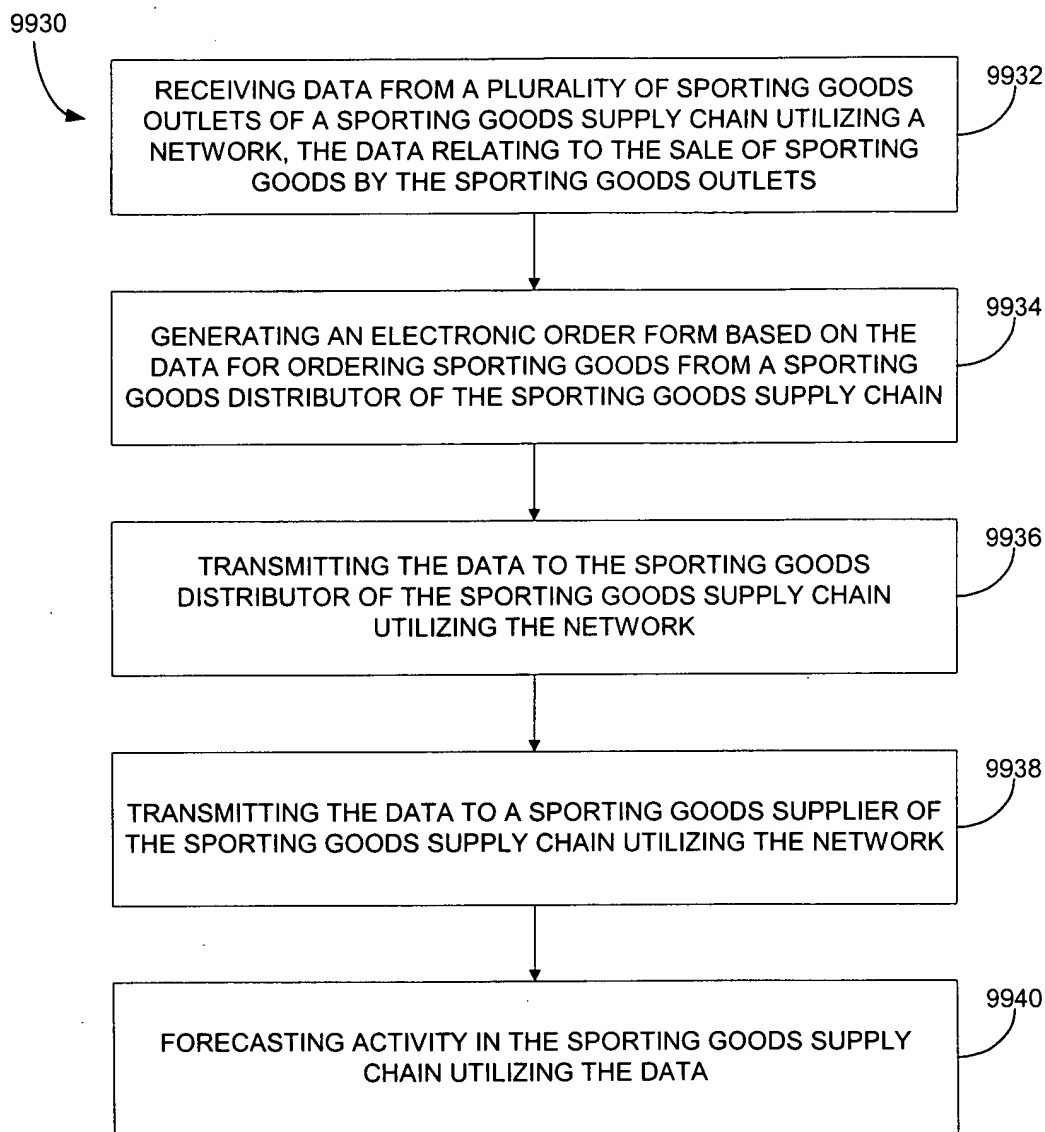 9930
9932
RECEIVING DATA FROM A PLURALITY OF SPORTING GOODS
OUTLETS OF A SPORTING GOODS SUPPLY CHAIN UTILIZING A
NETWORK, THE DATA RELATING TO THE SALE OF SPORTING
GOODS BY THE SPORTING GOODS OUTLETS
9934
GENERATING AN ELECTRONIC ORDER FORM BASED ON THE
DATA FOR ORDERING SPORTING GOODS FROM A SPORTING
GOODS DISTRIBUTOR OF THE SPORTING GOODS SUPPLY CHAIN
9936
TRANSMITTING THE DATA TO THE SPORTING GOODS
DISTRIBUTOR OF THE SPORTING GOODS SUPPLY CHAIN
UTILIZING THE NETWORK
9938
TRANSMITTING THE DATA TO A SPORTING GOODS SUPPLIER OF
THE SPORTING GOODS SUPPLY CHAIN UTILIZING THE NETWORK
9940
FORECASTING ACTIVITY IN THE SPORTING GOODS SUPPLY
CHAIN UTILIZING THE DATA